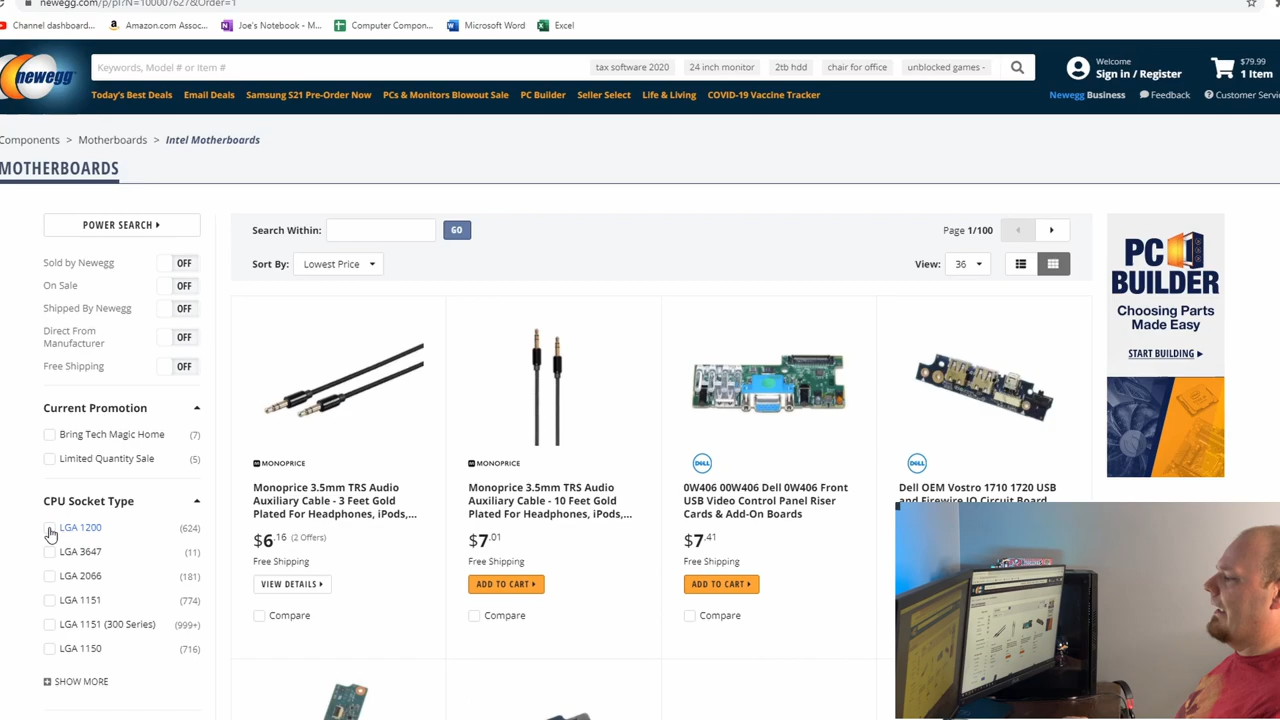 newegg.com/p/pl?N=100007627&Order=1
Channel dashboard...
Amazon.com Assoc...
Joe's Notebook - M...
Computer Compon...
Microsoft Word
Excel
newegg
Keywords, Model # or Item #
tax software 2020
24 inch monitor
2tb hdd
chair for office
unblocked games -
Welcome
Sign in / Register
$79.99
1 Item
Today's Best Deals
Email Deals
Samsung S21 Pre-Order Now
PCs & Monitors Blowout Sale
PC Builder
Seller Select
Life & Living
COVID-19 Vaccine Tracker
Newegg Business
Feedback
Customer Servi
Components > Motherboards > Intel Motherboards
MOTHERBOARDS
POWER SEARCH
Sold by Newegg OFF
On Sale OFF
Shipped By Newegg OFF
Direct From
Manufacturer OFF
Free Shipping OFF
Current Promotion
Bring Tech Magic Home (7)
Limited Quantity Sale (5)
CPU Socket Type
LGA 1200 (624)
LGA 3647 (11)
LGA 2066 (181)
LGA 1151 (774)
LGA 1151 (300 Series) (999+)
LGA 1150 (716)
SHOW MORE
Search Within:
GO
Page 1/100
Sort By: Lowest Price
View: 36
MONOPRICE
Monoprice 3.5mm TRS Audio
Auxiliary Cable - 3 Feet Gold
Plated For Headphones, iPods,...
$6.16 (2 Offers)
Free Shipping
VIEW DETAILS
Compare
MONOPRICE
Monoprice 3.5mm TRS Audio
Auxiliary Cable - 10 Feet Gold
Plated For Headphones, iPods,...
$7.01
Free Shipping
ADD TO CART
Compare
DELL
0W406 00W406 Dell 0W406 Front
USB Video Control Panel Riser
Cards & Add-On Boards
$7.41
Free Shipping
ADD TO CART
Compare
DELL
Dell OEM Vostro 1710 1720 USB
and Firewire IO Circuit Board
PC
BUILDER
Choosing Parts
Made Easy
START BUILDING